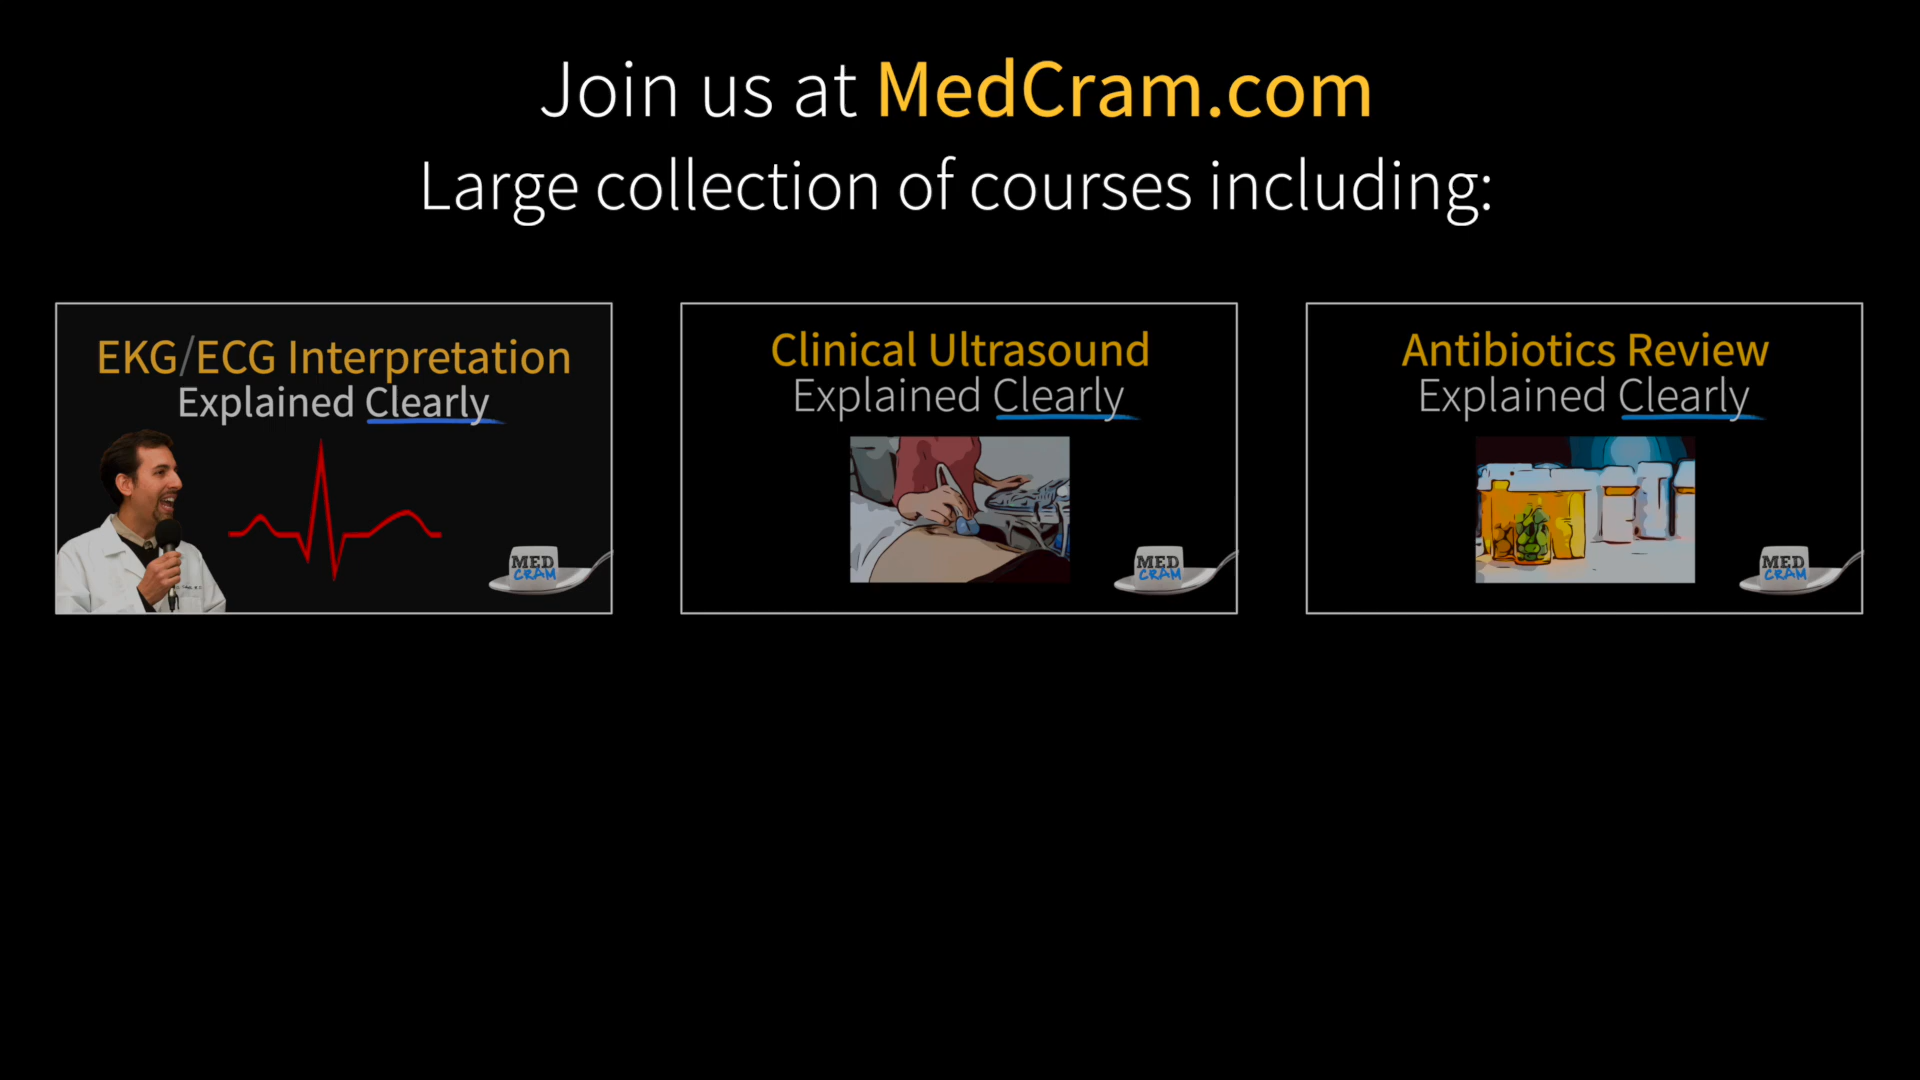 Join us at MedCram.com
Large collection of courses including:
EKG/ECG Interpretation
Explained Clearly
MED
CRAM
Clinical Ultrasound
Explained Clearly
MED
CRAM
Antibiotics Review
Explained Clearly
MED
CRAM